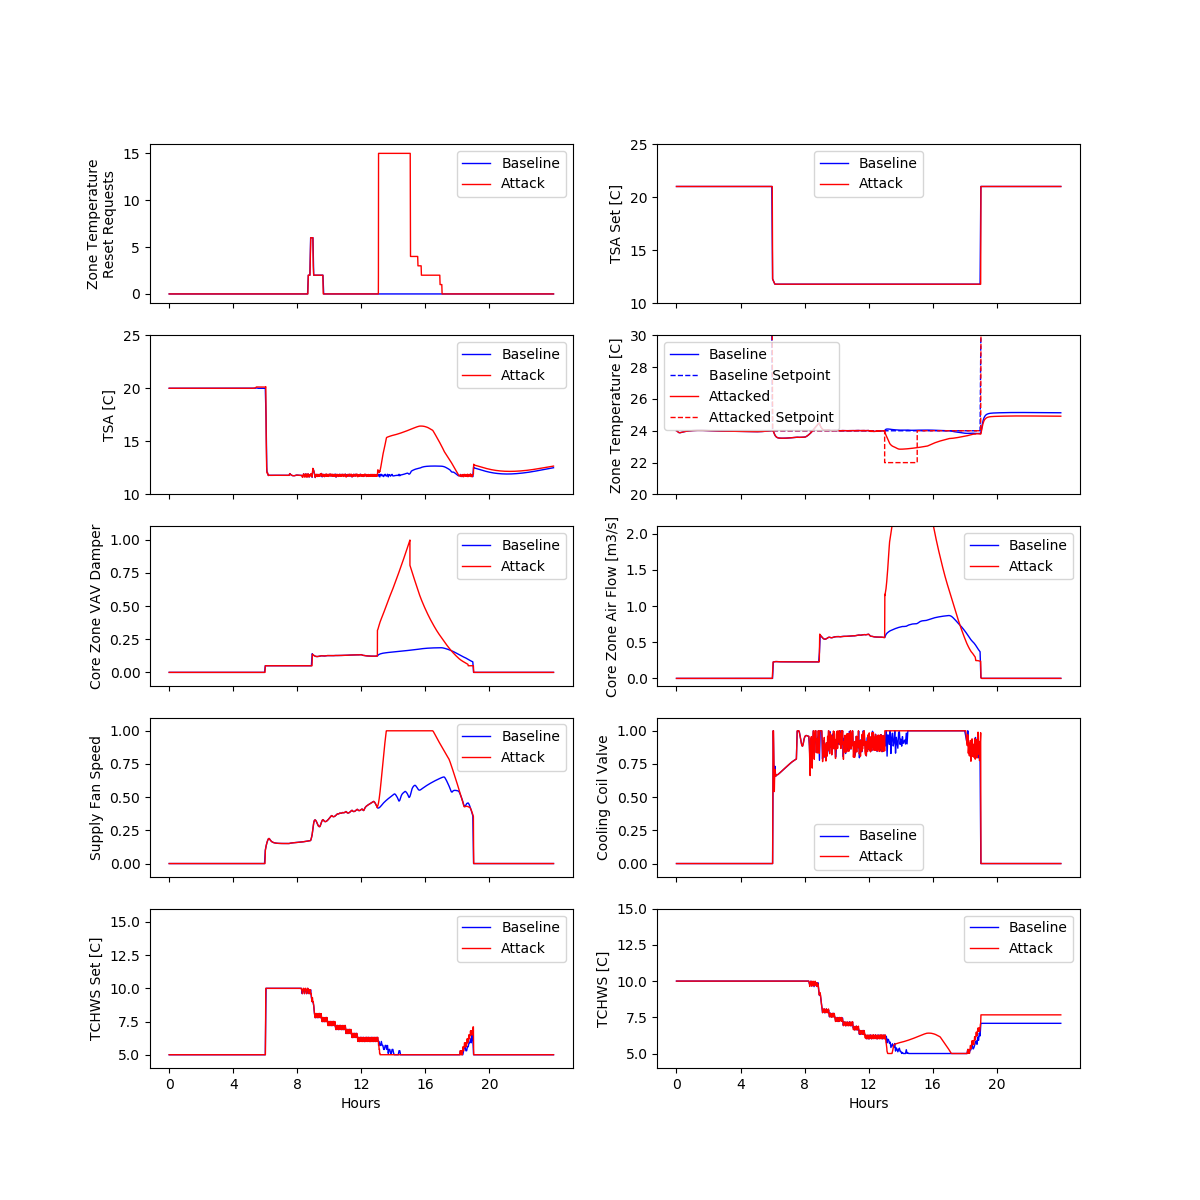 Zone Temperature
Reset Requests
15
10
5
0
Baseline
Attack
TSA Set [C]
25
20
15
10
Baseline
Attack
TSA [C]
25
20
15
10
Baseline
Attack
Zone Temperature [C]
30
28
26
24
22
20
Baseline
Baseline Setpoint
Attacked
Attacked Setpoint
Core Zone VAV Damper
1.00
0.75
0.50
0.25
0.00
Baseline
Attack
Core Zone Air Flow [m3/s]
2.0
1.5
1.0
0.5
0.0
Baseline
Attack
Supply Fan Speed
1.00
0.75
0.50
0.25
0.00
Baseline
Attack
Cooling Coil Valve
1.00
0.75
0.50
0.25
0.00
Baseline
Attack
TCHWS Set [C]
15.0
12.5
10.0
7.5
5.0
Baseline
Attack
0 4 8 12 16 20
Hours
TCHWS [C]
15.0
12.5
10.0
7.5
5.0
Baseline
Attack
0 4 8 12 16 20
Hours